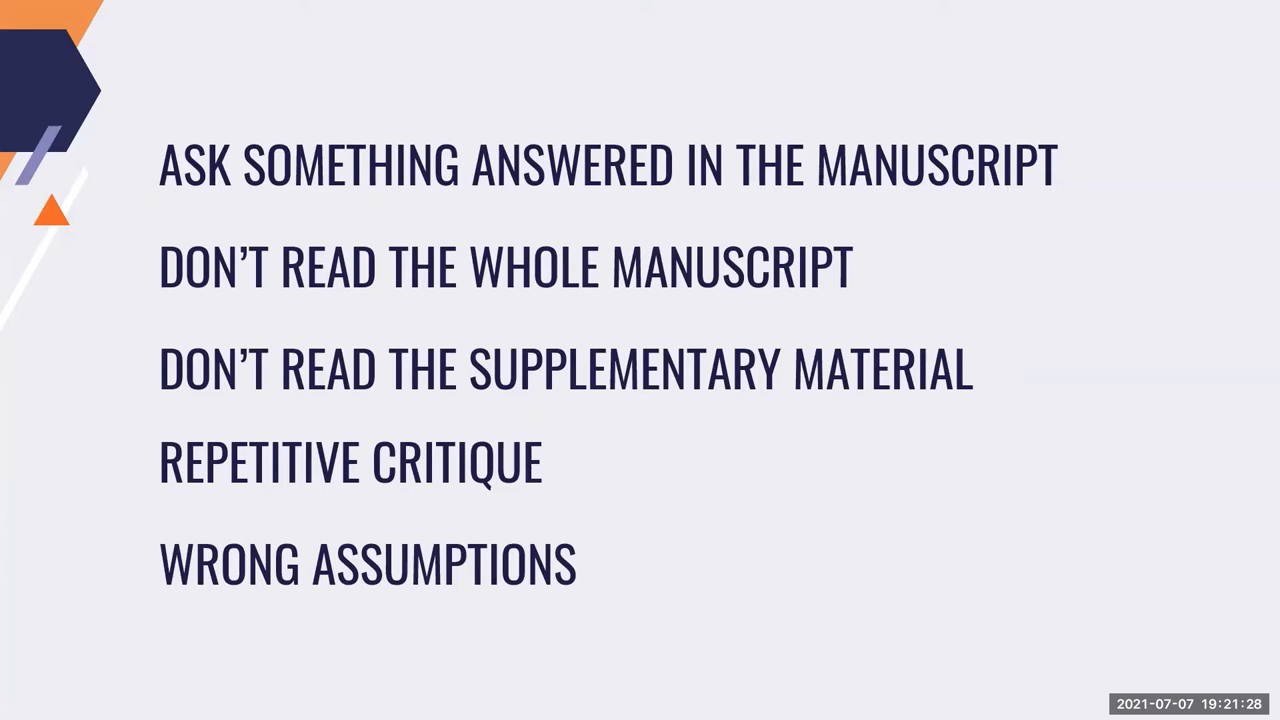 ASK SOMETHING ANSWERED IN THE MANUSCRIPT
DON’T READ THE WHOLE MANUSCRIPT
DON’T READ THE SUPPLEMENTARY MATERIAL
REPETITIVE CRITIQUE
WRONG ASSUMPTIONS
2021-07-07 19:21:28